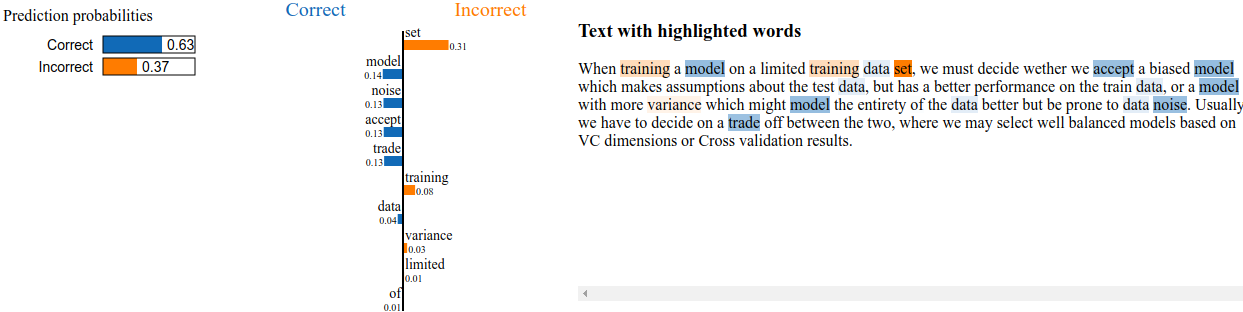 Prediction probabilities
Correct 0.63
Incorrect 0.37
Correct Incorrect
set
0.31
model
0.14
noise
0.13
accept
0.13
trade
0.13
training
0.08
data
0.04
variance
0.03
limited
0.01
of
0.01
Text with highlighted words
When training a model on a limited training data set, we must decide wether we accept a biased model
which makes assumptions about the test data, but has a better performance on the train data, or a model
with more variance which might model the entirety of the data better but be prone to data noise. Usually
we have to decide on a trade off between the two, where we may select well balanced models based on
VC dimensions or Cross validation results.